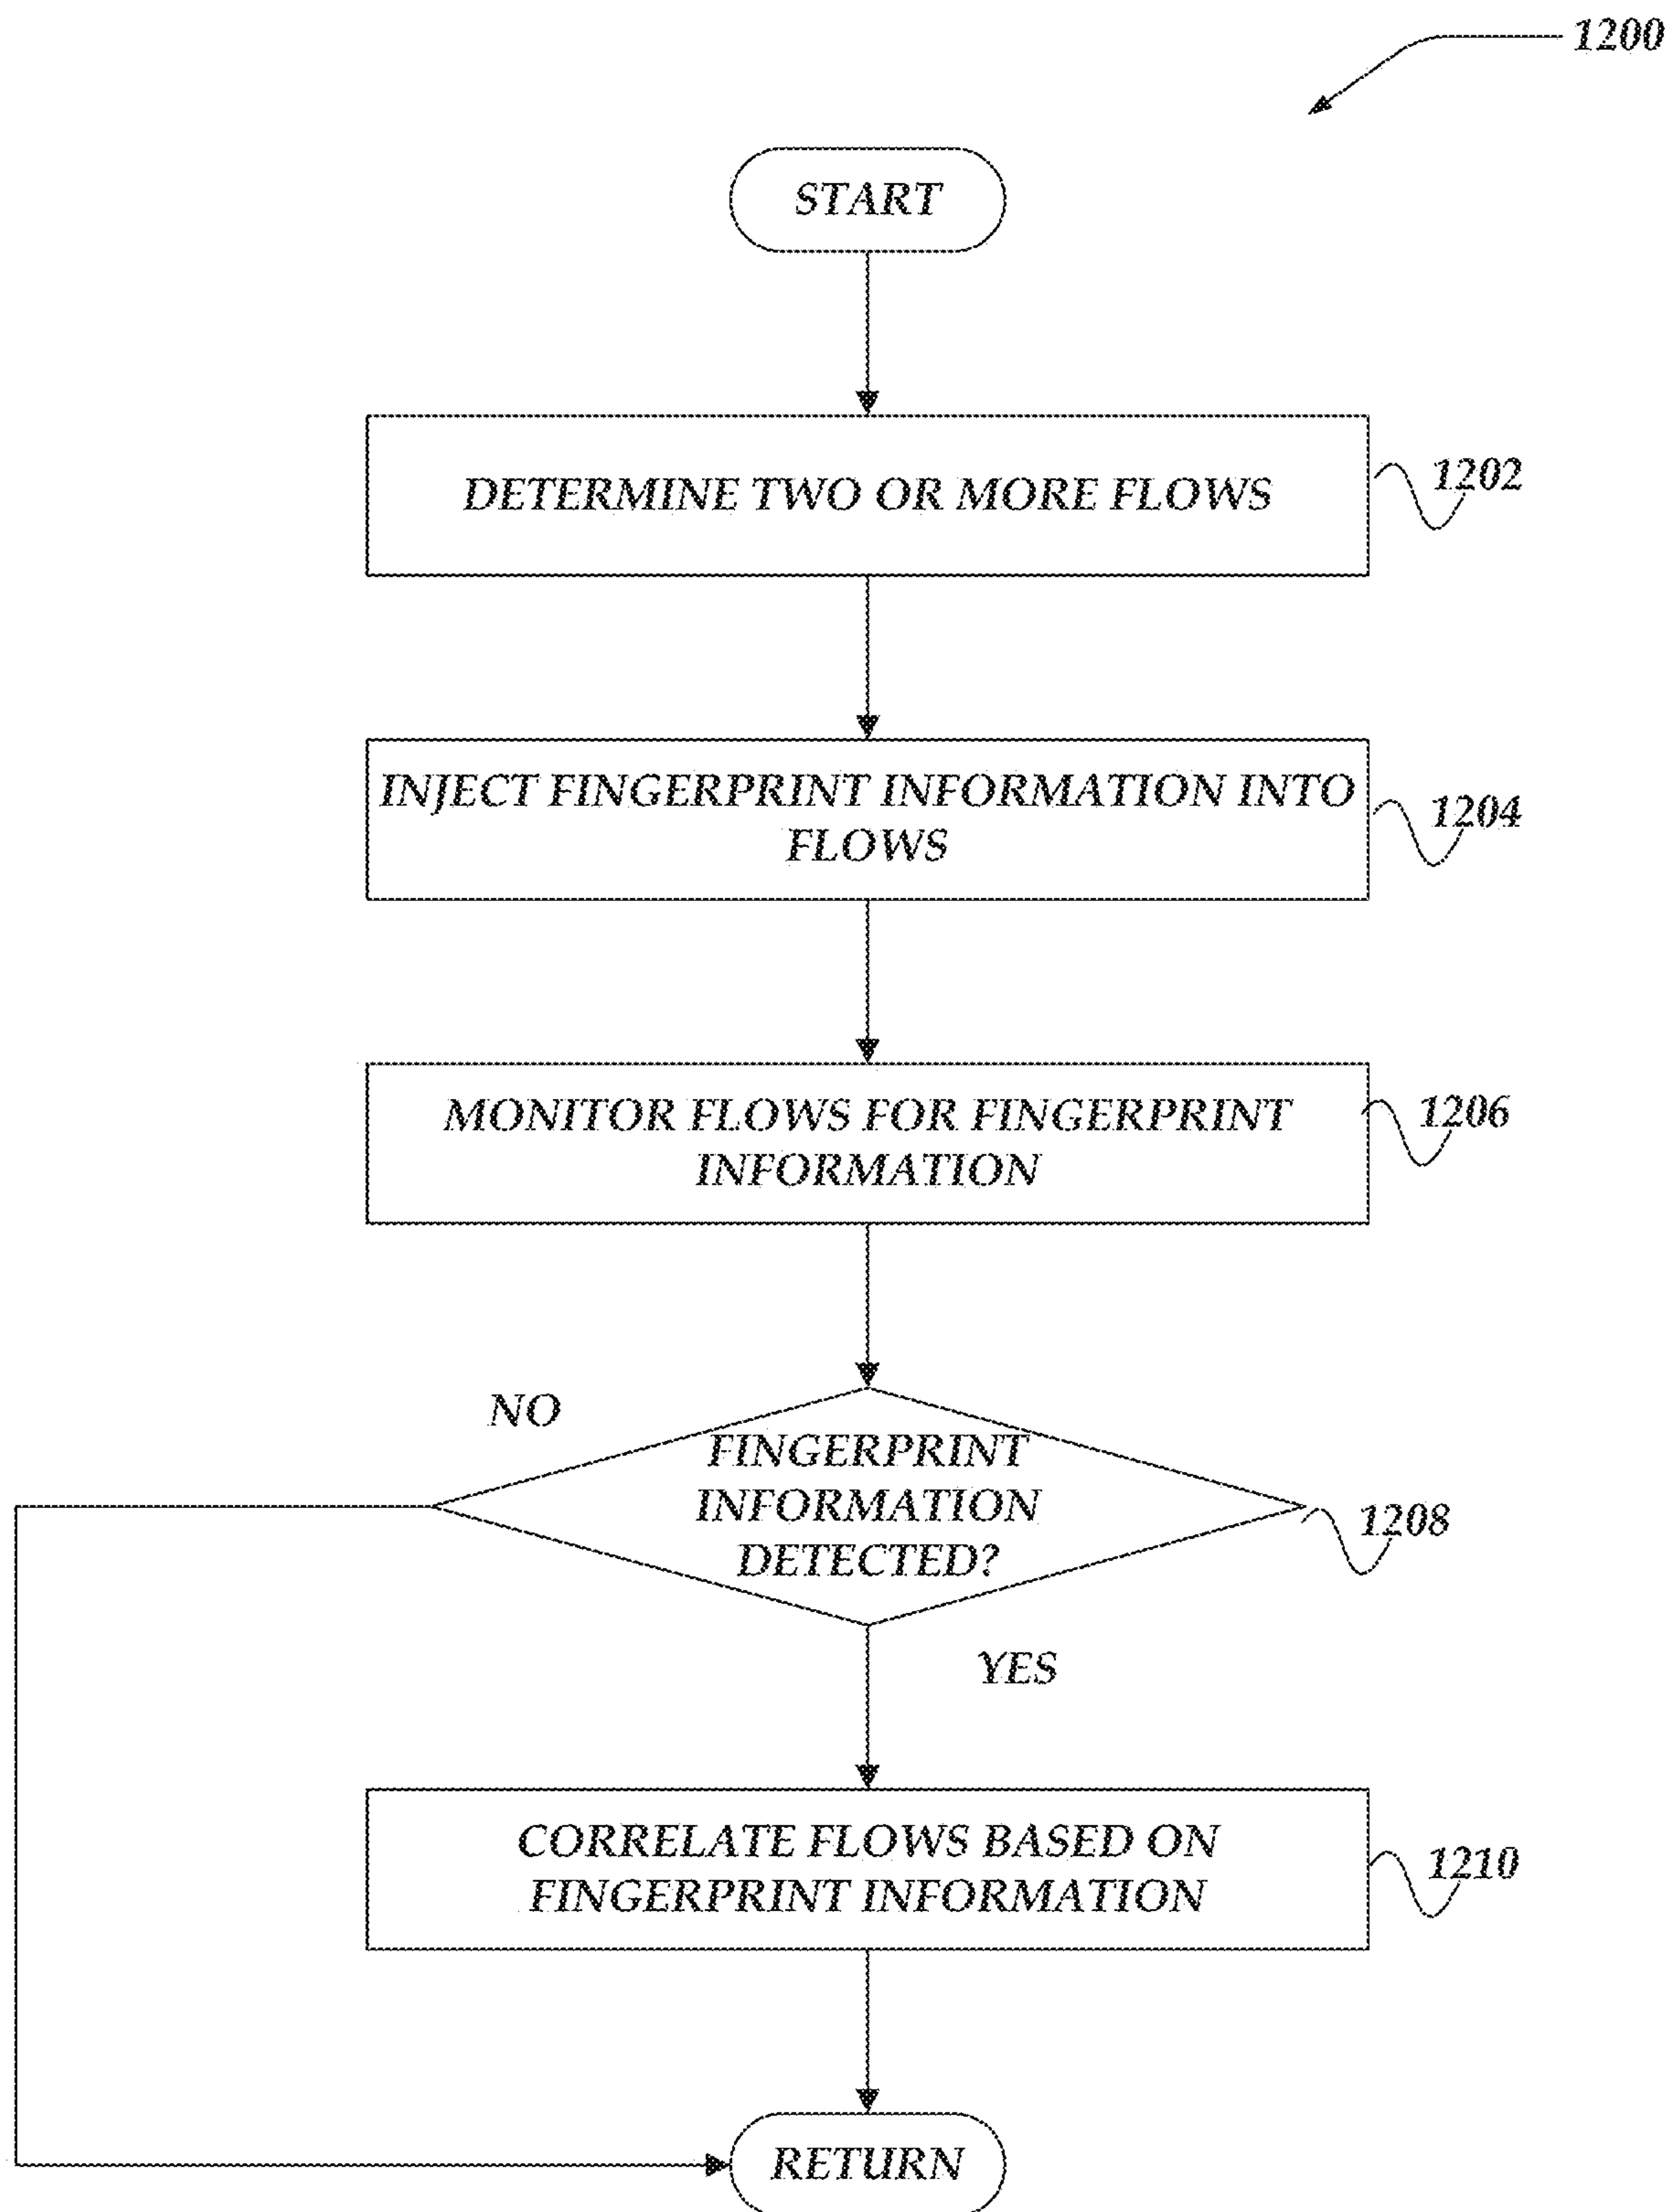 1200
START
DETERMINE TWO OR MORE FLOWS
1202
INJECT FINGERPRINT INFORMATION INTO
FLOWS
1204
MONITOR FLOWS FOR FINGERPRINT
INFORMATION
1206
NO
FINGERPRINT
INFORMATION
DETECTED?
1208
YES
CORRELATE FLOWS BASED ON
FINGERPRINT INFORMATION
1210
RETURN